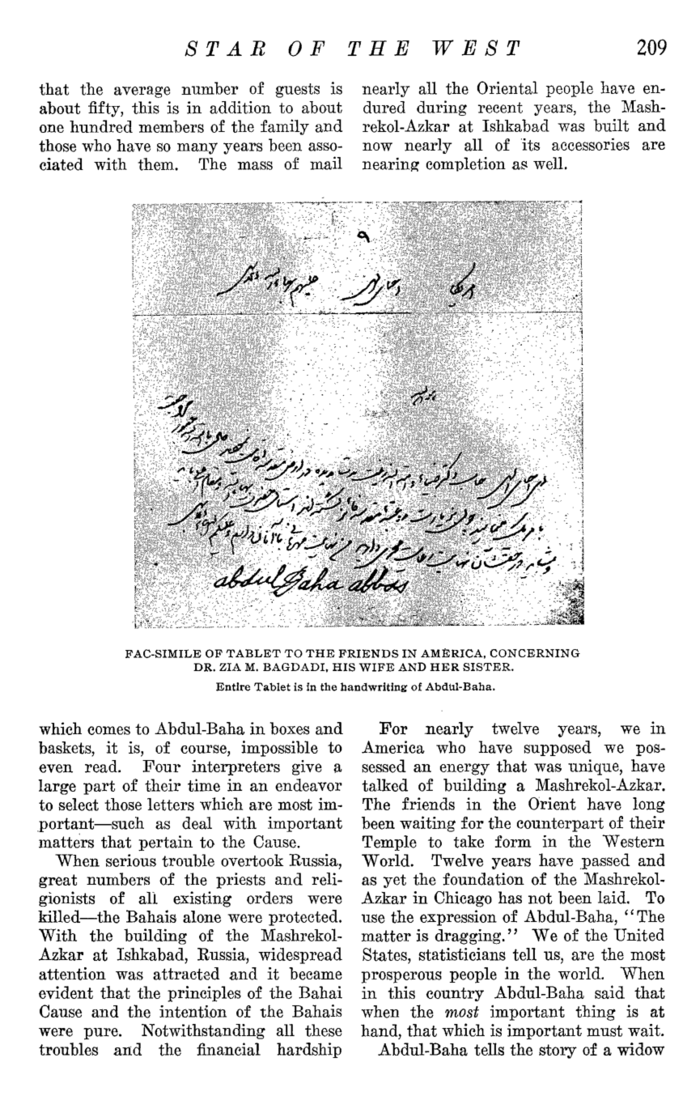 STAR OF THE WEST 209
that the average number of guests is
about fifty, this is in addition to about
one hundred members of the family and
those who have so many years been asso-
ciated with them. The mass of mail
nearly all the Oriental people have en-
dured during recent years, the Mash-
rekol-Azkar at Ishkabad was built and
now nearly all of its accessories are
nearing completion as well.
۹
abdul Baha abbas
FAC-SIMILE OF TABLET TO THE FRIENDS IN AMERICA, CONCERNING
DR. ZIA M. BAGDADI, HIS WIFE AND HER SISTER.
Entire Tablet is in the handwriting of Abdul-Baha.
which comes to Abdul-Baha in boxes and
baskets, it is, of course, impossible to
even read. Four interpreters give a
large part of their time in an endeavor
to select those letters which are most im-
portant—such as deal with important
matters that pertain to the Cause.
When serious trouble overtook Russia,
great numbers of the priests and reli-
gionists of all existing orders were
killed—the Bahais alone were protected.
With the building of the Mashrekol-
Azkar at Ishkabad, Russia, widespread
attention was attracted and it became
evident that the principles of the Bahai
Cause and the intention of the Bahais
were pure. Notwithstanding all these
troubles and the financial hardship
For nearly twelve years, we in
America who have supposed we pos-
sessed an energy that was unique, have
talked of building a Mashrekol-Azkar.
The friends in the Orient have long
been waiting for the counterpart of their
Temple to take form in the Western
World. Twelve years have passed and
as yet the foundation of the Mashrekol-
Azkar in Chicago has not been laid. To
use the expression of Abdul-Baha, "The
matter is dragging." We of the United
States, statisticians tell us, are the most
prosperous people in the world. When
in this country Abdul-Baha said that
when the most important thing is at
hand, that which is important must wait.
Abdul-Baha tells the story of a widow